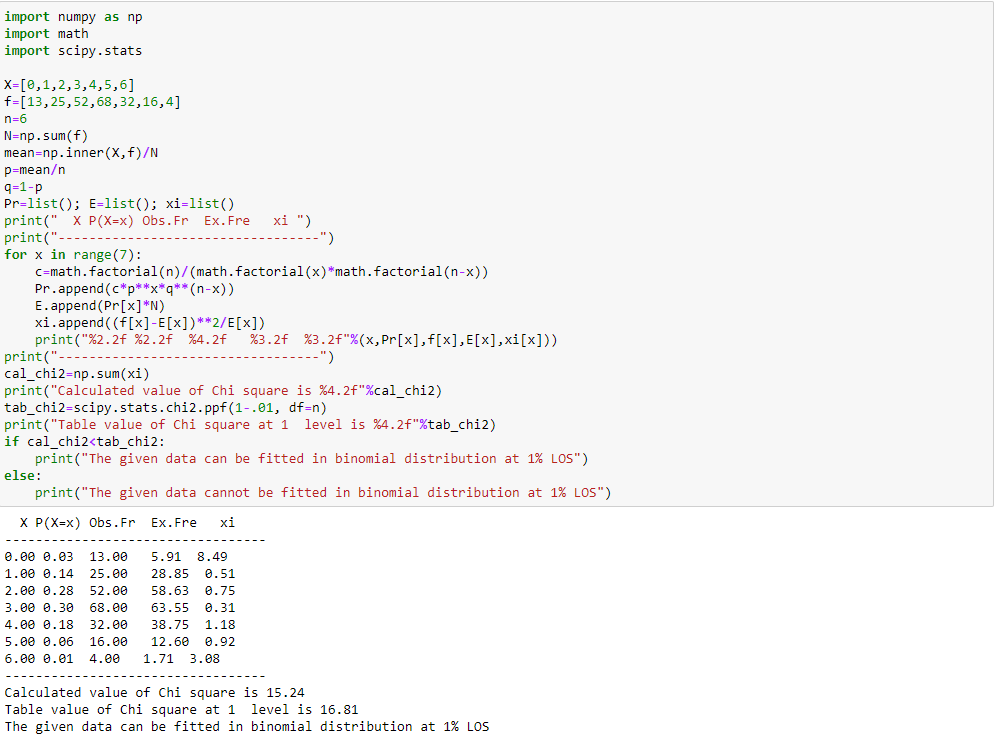 import numpy as np
import math
import scipy.stats

X=[0,1,2,3,4,5,6]
f=[13,25,52,68,32,16,4]
n=6
N=np.sum(f)
mean=np.inner(X,f)/N
p=mean/n
q=1-p
Pr=list(); E=list(); xi=list()
print("  X P(X=x) Obs.Fr  Ex.Fre   xi ")
print("----------------------------------")
for x in range(7):
    c=math.factorial(n)/(math.factorial(x)*math.factorial(n-x))
    Pr.append(c*p**x*q**(n-x))
    E.append(Pr[x]*N)
    xi.append((f[x]-E[x])**2/E[x])
    print("%2.2f %2.2f  %4.2f   %3.2f  %3.2f"%(x,Pr[x],f[x],E[x],xi[x]))
print("----------------------------------")
cal_chi2=np.sum(xi)
print("Calculated value of Chi square is %4.2f"%cal_chi2)
tab_chi2=scipy.stats.chi2.ppf(1-.01, df=n)
print("Table value of Chi square at 1  level is %4.2f"%tab_chi2)
if cal_chi2<tab_chi2:
    print("The given data can be fitted in binomial distribution at 1% LOS")
else:
    print("The given data cannot be fitted in binomial distribution at 1% LOS")
  X P(X=x) Obs.Fr  Ex.Fre   xi
----------------------------------
0.00 0.03  13.00   5.91  8.49
1.00 0.14  25.00   28.85  0.51
2.00 0.28  52.00   58.63  0.75
3.00 0.30  68.00   63.55  0.31
4.00 0.18  32.00   38.75  1.18
5.00 0.06  16.00   12.60  0.92
6.00 0.01  4.00   1.71  3.08
----------------------------------
Calculated value of Chi square is 15.24
Table value of Chi square at 1  level is 16.81
The given data can be fitted in binomial distribution at 1% LOS